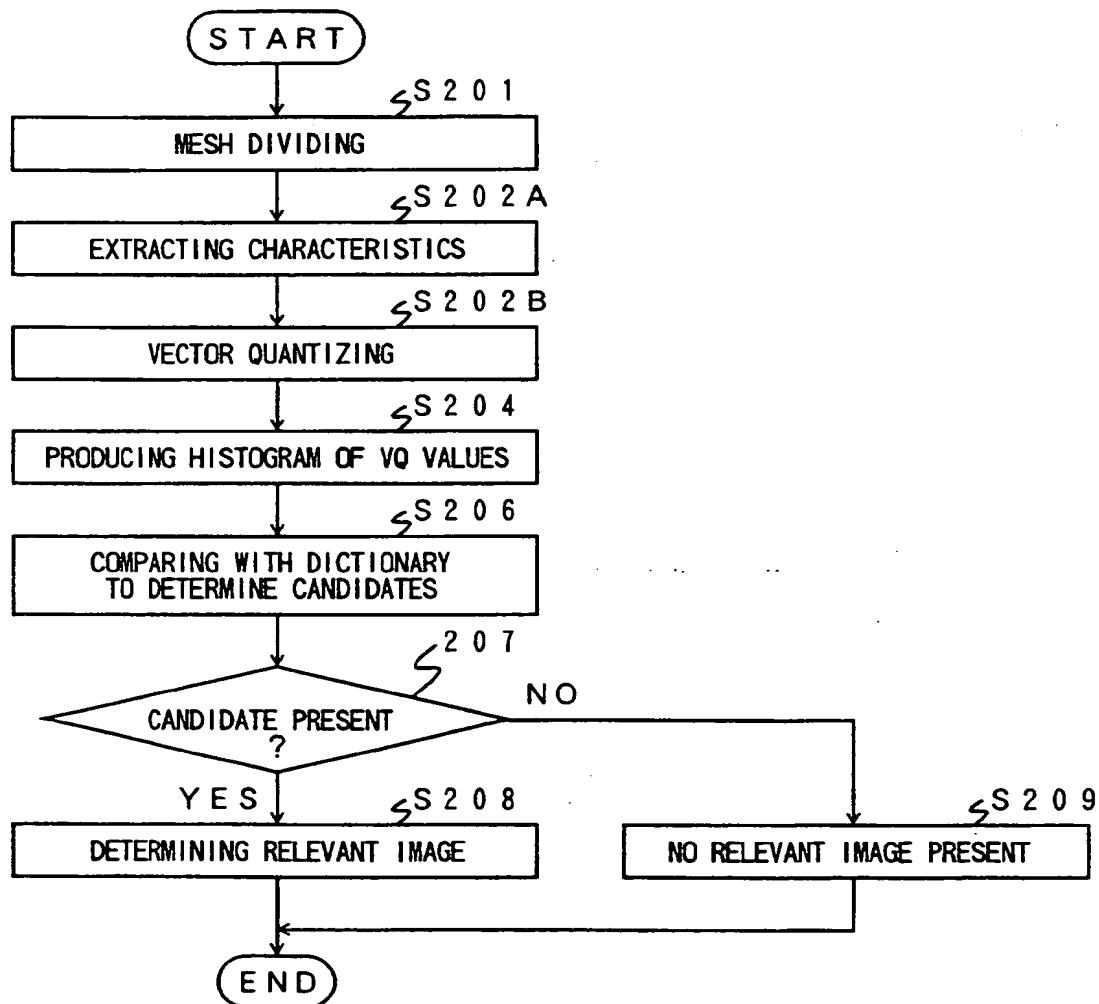 START
S201
MESH DIVIDING
S202A
EXTRACTING CHARACTERISTICS
S202B
VECTOR QUANTIZING
S204
PRODUCING HISTOGRAM OF VQ VALUES
S206
COMPARING WITH DICTIONARY
TO DETERMINE CANDIDATES
207
CANDIDATE PRESENT
?
NO
YES
S208
DETERMINING RELEVANT IMAGE
S209
NO RELEVANT IMAGE PRESENT
END